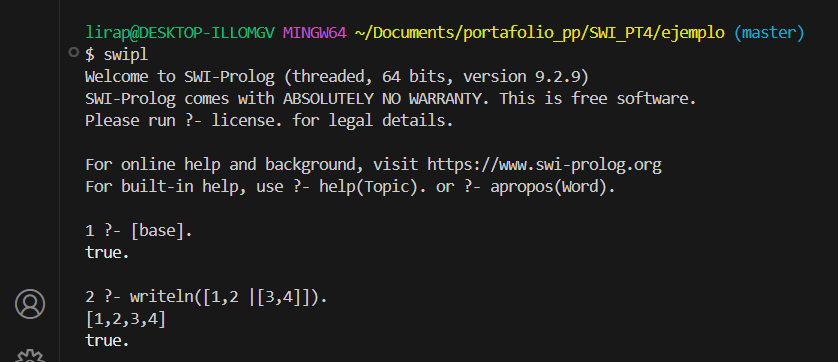 lirap@DESKTOP-ILLOMGV MINGW64 ~/Documents/portafolio_pp/SWI_PT4/ejemplo (master)
$ swipl
Welcome to SWI-Prolog (threaded, 64 bits, version 9.2.9)
SWI-Prolog comes with ABSOLUTELY NO WARRANTY. This is free software.
Please run ?- license. for legal details.

For online help and background, visit https://www.swi-prolog.org
For built-in help, use ?- help(Topic). or ?- apropos(Word).

1 ?- [base].
true.

2 ?- writeln([1,2 |[3,4]]).
[1,2,3,4]
true.